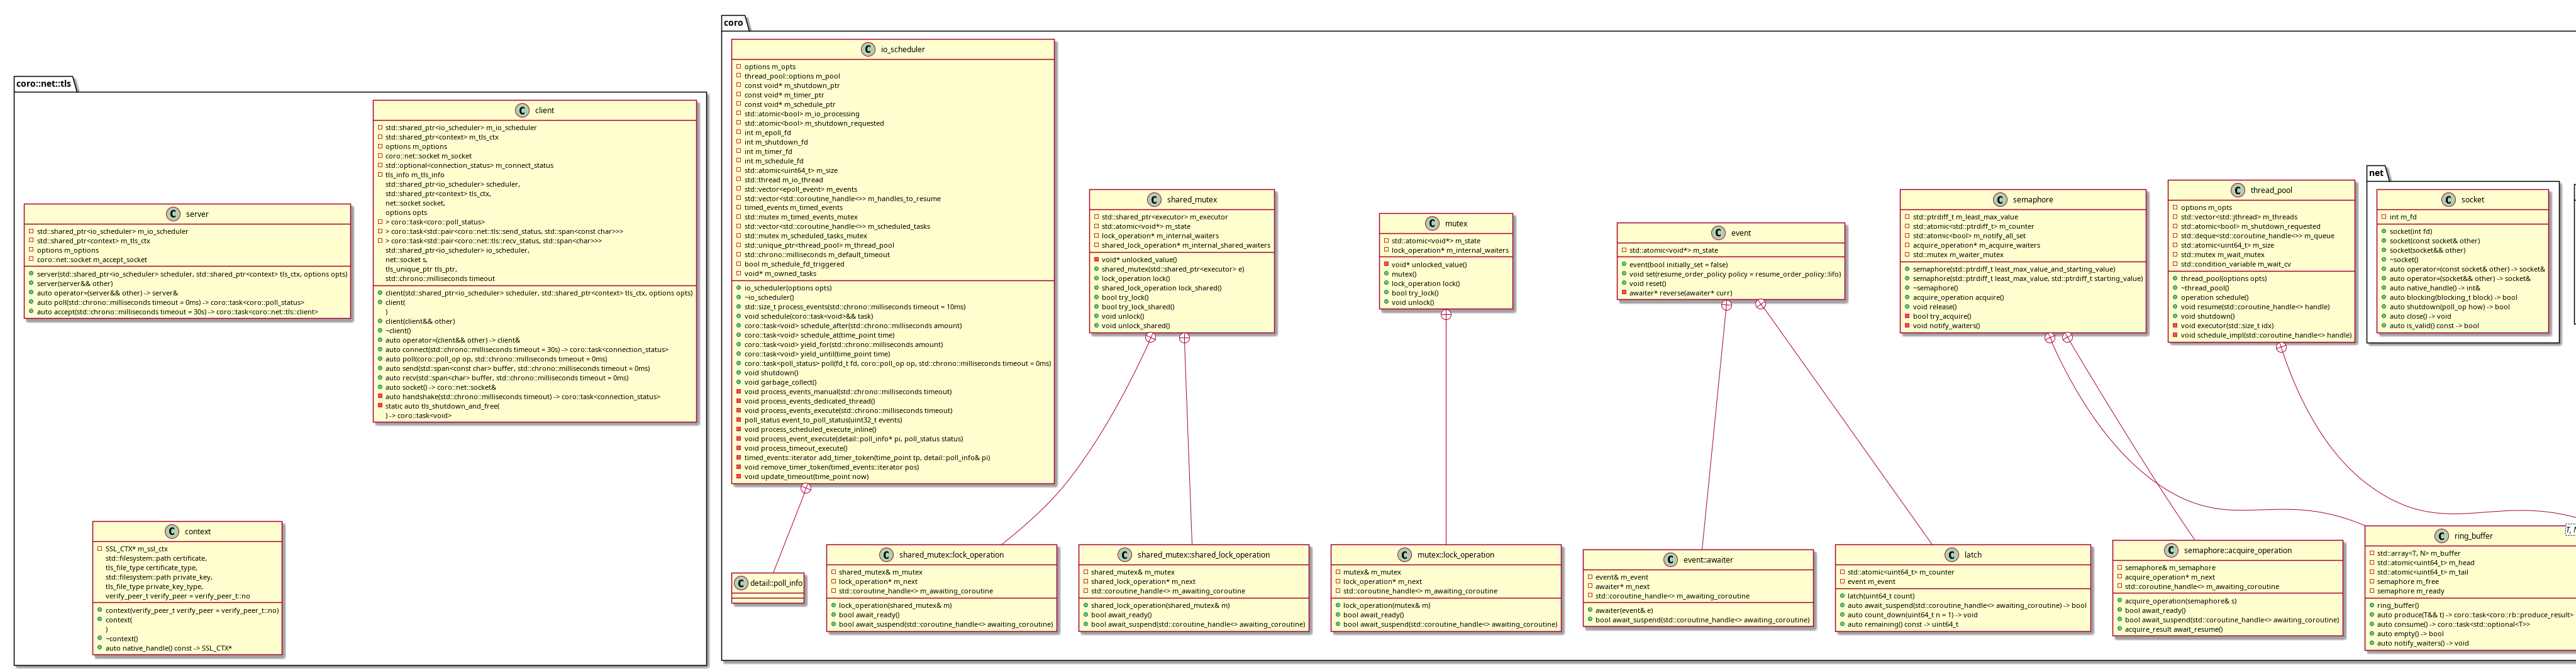 coro::net::tls
client
std::shared_ptr<io_scheduler> m_io_scheduler
std::shared_ptr<context> m_tls_ctx
options m_options
coro::net::socket m_socket
std::optional<connection_status> m_connect_status
tls_info m_tls_info
std::shared_ptr<io_scheduler> scheduler,
std::shared_ptr<context> tls_ctx,
net::socket socket,
options opts
> coro::task<coro::poll_status>
> coro::task<std::pair<coro::net::tls::send_status, std::span<const char>>>
> coro::task<std::pair<coro::net::tls::recv_status, std::span<char>>>
std::shared_ptr<io_scheduler> io_scheduler,
net::socket s,
tls_unique_ptr tls_ptr,
std::chrono::milliseconds timeout
client(std::shared_ptr<io_scheduler> scheduler, std::shared_ptr<context> tls_ctx, options opts)
client(
)
client(client&& other)
~client()
auto operator=(client&& other) -> client&
auto connect(std::chrono::milliseconds timeout = 30s) -> coro::task<connection_status>
auto poll(coro::poll_op op, std::chrono::milliseconds timeout = 0ms)
auto send(std::span<const char> buffer, std::chrono::milliseconds timeout = 0ms)
auto recv(std::span<char> buffer, std::chrono::milliseconds timeout = 0ms)
auto socket() -> coro::net::socket&
auto handshake(std::chrono::milliseconds timeout) -> coro::task<connection_status>
static auto tls_shutdown_and_free(
) -> coro::task<void>
server
std::shared_ptr<io_scheduler> m_io_scheduler
std::shared_ptr<context> m_tls_ctx
options m_options
coro::net::socket m_accept_socket
server(std::shared_ptr<io_scheduler> scheduler, std::shared_ptr<context> tls_ctx, options opts)
server(server&& other)
auto operator=(server&& other) -> server&
auto poll(std::chrono::milliseconds timeout = 0ms) -> coro::task<coro::poll_status>
auto accept(std::chrono::milliseconds timeout = 30s) -> coro::task<coro::net::tls::client>
context
SSL_CTX* m_ssl_ctx
std::filesystem::path certificate,
tls_file_type certificate_type,
std::filesystem::path private_key,
tls_file_type private_key_type,
verify_peer_t verify_peer = verify_peer_t::no
context(verify_peer_t verify_peer = verify_peer_t::no)
context(
)
~context()
auto native_handle() const -> SSL_CTX*
coro
io_scheduler
options m_opts
thread_pool::options m_pool
const void* m_shutdown_ptr
const void* m_timer_ptr
const void* m_schedule_ptr
std::atomic<bool> m_io_processing
std::atomic<bool> m_shutdown_requested
int m_epoll_fd
int m_shutdown_fd
int m_timer_fd
int m_schedule_fd
std::atomic<uint64_t> m_size
std::thread m_io_thread
std::vector<epoll_event> m_events
std::vector<std::coroutine_handle<>> m_handles_to_resume
timed_events m_timed_events
std::mutex m_timed_events_mutex
std::vector<std::coroutine_handle<>> m_scheduled_tasks
std::mutex m_scheduled_tasks_mutex
std::unique_ptr<thread_pool> m_thread_pool
std::chrono::milliseconds m_default_timeout
bool m_schedule_fd_triggered
void* m_owned_tasks
io_scheduler(options opts)
~io_scheduler()
std::size_t process_events(std::chrono::milliseconds timeout = 10ms)
void schedule(coro::task<void>&& task)
coro::task<void> schedule_after(std::chrono::milliseconds amount)
coro::task<void> schedule_at(time_point time)
coro::task<void> yield_for(std::chrono::milliseconds amount)
coro::task<void> yield_until(time_point time)
coro::task<poll_status> poll(fd_t fd, coro::poll_op op, std::chrono::milliseconds timeout = 0ms)
void shutdown()
void garbage_collect()
void process_events_manual(std::chrono::milliseconds timeout)
void process_events_dedicated_thread()
void process_events_execute(std::chrono::milliseconds timeout)
poll_status event_to_poll_status(uint32_t events)
void process_scheduled_execute_inline()
void process_event_execute(detail::poll_info* pi, poll_status status)
void process_timeout_execute()
timed_events::iterator add_timer_token(time_point tp, detail::poll_info& pi)
void remove_timer_token(timed_events::iterator pos)
void update_timeout(time_point now)
shared_mutex
std::shared_ptr<executor> m_executor
std::atomic<void*> m_state
lock_operation* m_internal_waiters
shared_lock_operation* m_internal_shared_waiters
void* unlocked_value()
shared_mutex(std::shared_ptr<executor> e)
lock_operation lock()
shared_lock_operation lock_shared()
bool try_lock()
bool try_lock_shared()
void unlock()
void unlock_shared()
mutex
std::atomic<void*> m_state
lock_operation* m_internal_waiters
void* unlocked_value()
mutex()
lock_operation lock()
bool try_lock()
void unlock()
event
std::atomic<void*> m_state
event(bool initially_set = false)
void set(resume_order_policy policy = resume_order_policy::lifo)
void reset()
awaiter* reverse(awaiter* curr)
semaphore
std::ptrdiff_t m_least_max_value
std::atomic<std::ptrdiff_t> m_counter
std::atomic<bool> m_notify_all_set
acquire_operation* m_acquire_waiters
std::mutex m_waiter_mutex
semaphore(std::ptrdiff_t least_max_value_and_starting_value)
semaphore(std::ptrdiff_t least_max_value, std::ptrdiff_t starting_value)
~semaphore()
acquire_operation acquire()
void release()
bool try_acquire()
void notify_waiters()
thread_pool
options m_opts
std::vector<std::jthread> m_threads
std::atomic<bool> m_shutdown_requested
std::deque<std::coroutine_handle<>> m_queue
std::atomic<uint64_t> m_size
std::mutex m_wait_mutex
std::condition_variable m_wait_cv
thread_pool(options opts)
~thread_pool()
operation schedule()
void resume(std::coroutine_handle<> handle)
void shutdown()
void executor(std::size_t idx)
void schedule_impl(std::coroutine_handle<> handle)
net
socket
int m_fd
socket(int fd)
socket(const socket& other)
socket(socket&& other)
~socket()
auto operator=(const socket& other) -> socket&
auto operator=(socket&& other) -> socket&
auto native_handle() -> int&
auto blocking(blocking_t block) -> bool
auto shutdown(poll_op how) -> bool
auto close() -> void
auto is_valid() const -> bool
detail::poll_info
shared_mutex::lock_operation
shared_mutex& m_mutex
lock_operation* m_next
std::coroutine_handle<> m_awaiting_coroutine
lock_operation(shared_mutex& m)
bool await_ready()
bool await_suspend(std::coroutine_handle<> awaiting_coroutine)
shared_mutex::shared_lock_operation
shared_mutex& m_mutex
shared_lock_operation* m_next
std::coroutine_handle<> m_awaiting_coroutine
shared_lock_operation(shared_mutex& m)
bool await_ready()
bool await_suspend(std::coroutine_handle<> awaiting_coroutine)
mutex::lock_operation
mutex& m_mutex
lock_operation* m_next
std::coroutine_handle<> m_awaiting_coroutine
lock_operation(mutex& m)
bool await_ready()
bool await_suspend(std::coroutine_handle<> awaiting_coroutine)
event::awaiter
event& m_event
awaiter* m_next
std::coroutine_handle<> m_awaiting_coroutine
awaiter(event& e)
bool await_suspend(std::coroutine_handle<> awaiting_coroutine)
latch
std::atomic<uint64_t> m_counter
event m_event
latch(uint64_t count)
auto await_suspend(std::coroutine_handle<> awaiting_coroutine) -> bool
auto count_down(uint64_t n = 1) -> void
auto remaining() const -> uint64_t
semaphore::acquire_operation
semaphore& m_semaphore
acquire_operation* m_next
std::coroutine_handle<> m_awaiting_coroutine
acquire_operation(semaphore& s)
bool await_ready()
bool await_suspend(std::coroutine_handle<> awaiting_coroutine)
acquire_result await_resume()
ring_buffer
std::array<T, N> m_buffer
std::atomic<uint64_t> m_head
std::atomic<uint64_t> m_tail
semaphore m_free
semaphore m_ready
ring_buffer()
auto produce(T&& t) -> coro::task<coro::rb::produce_result>
auto consume() -> coro::task<std::optional<T>>
auto empty() -> bool
auto notify_waiters() -> void